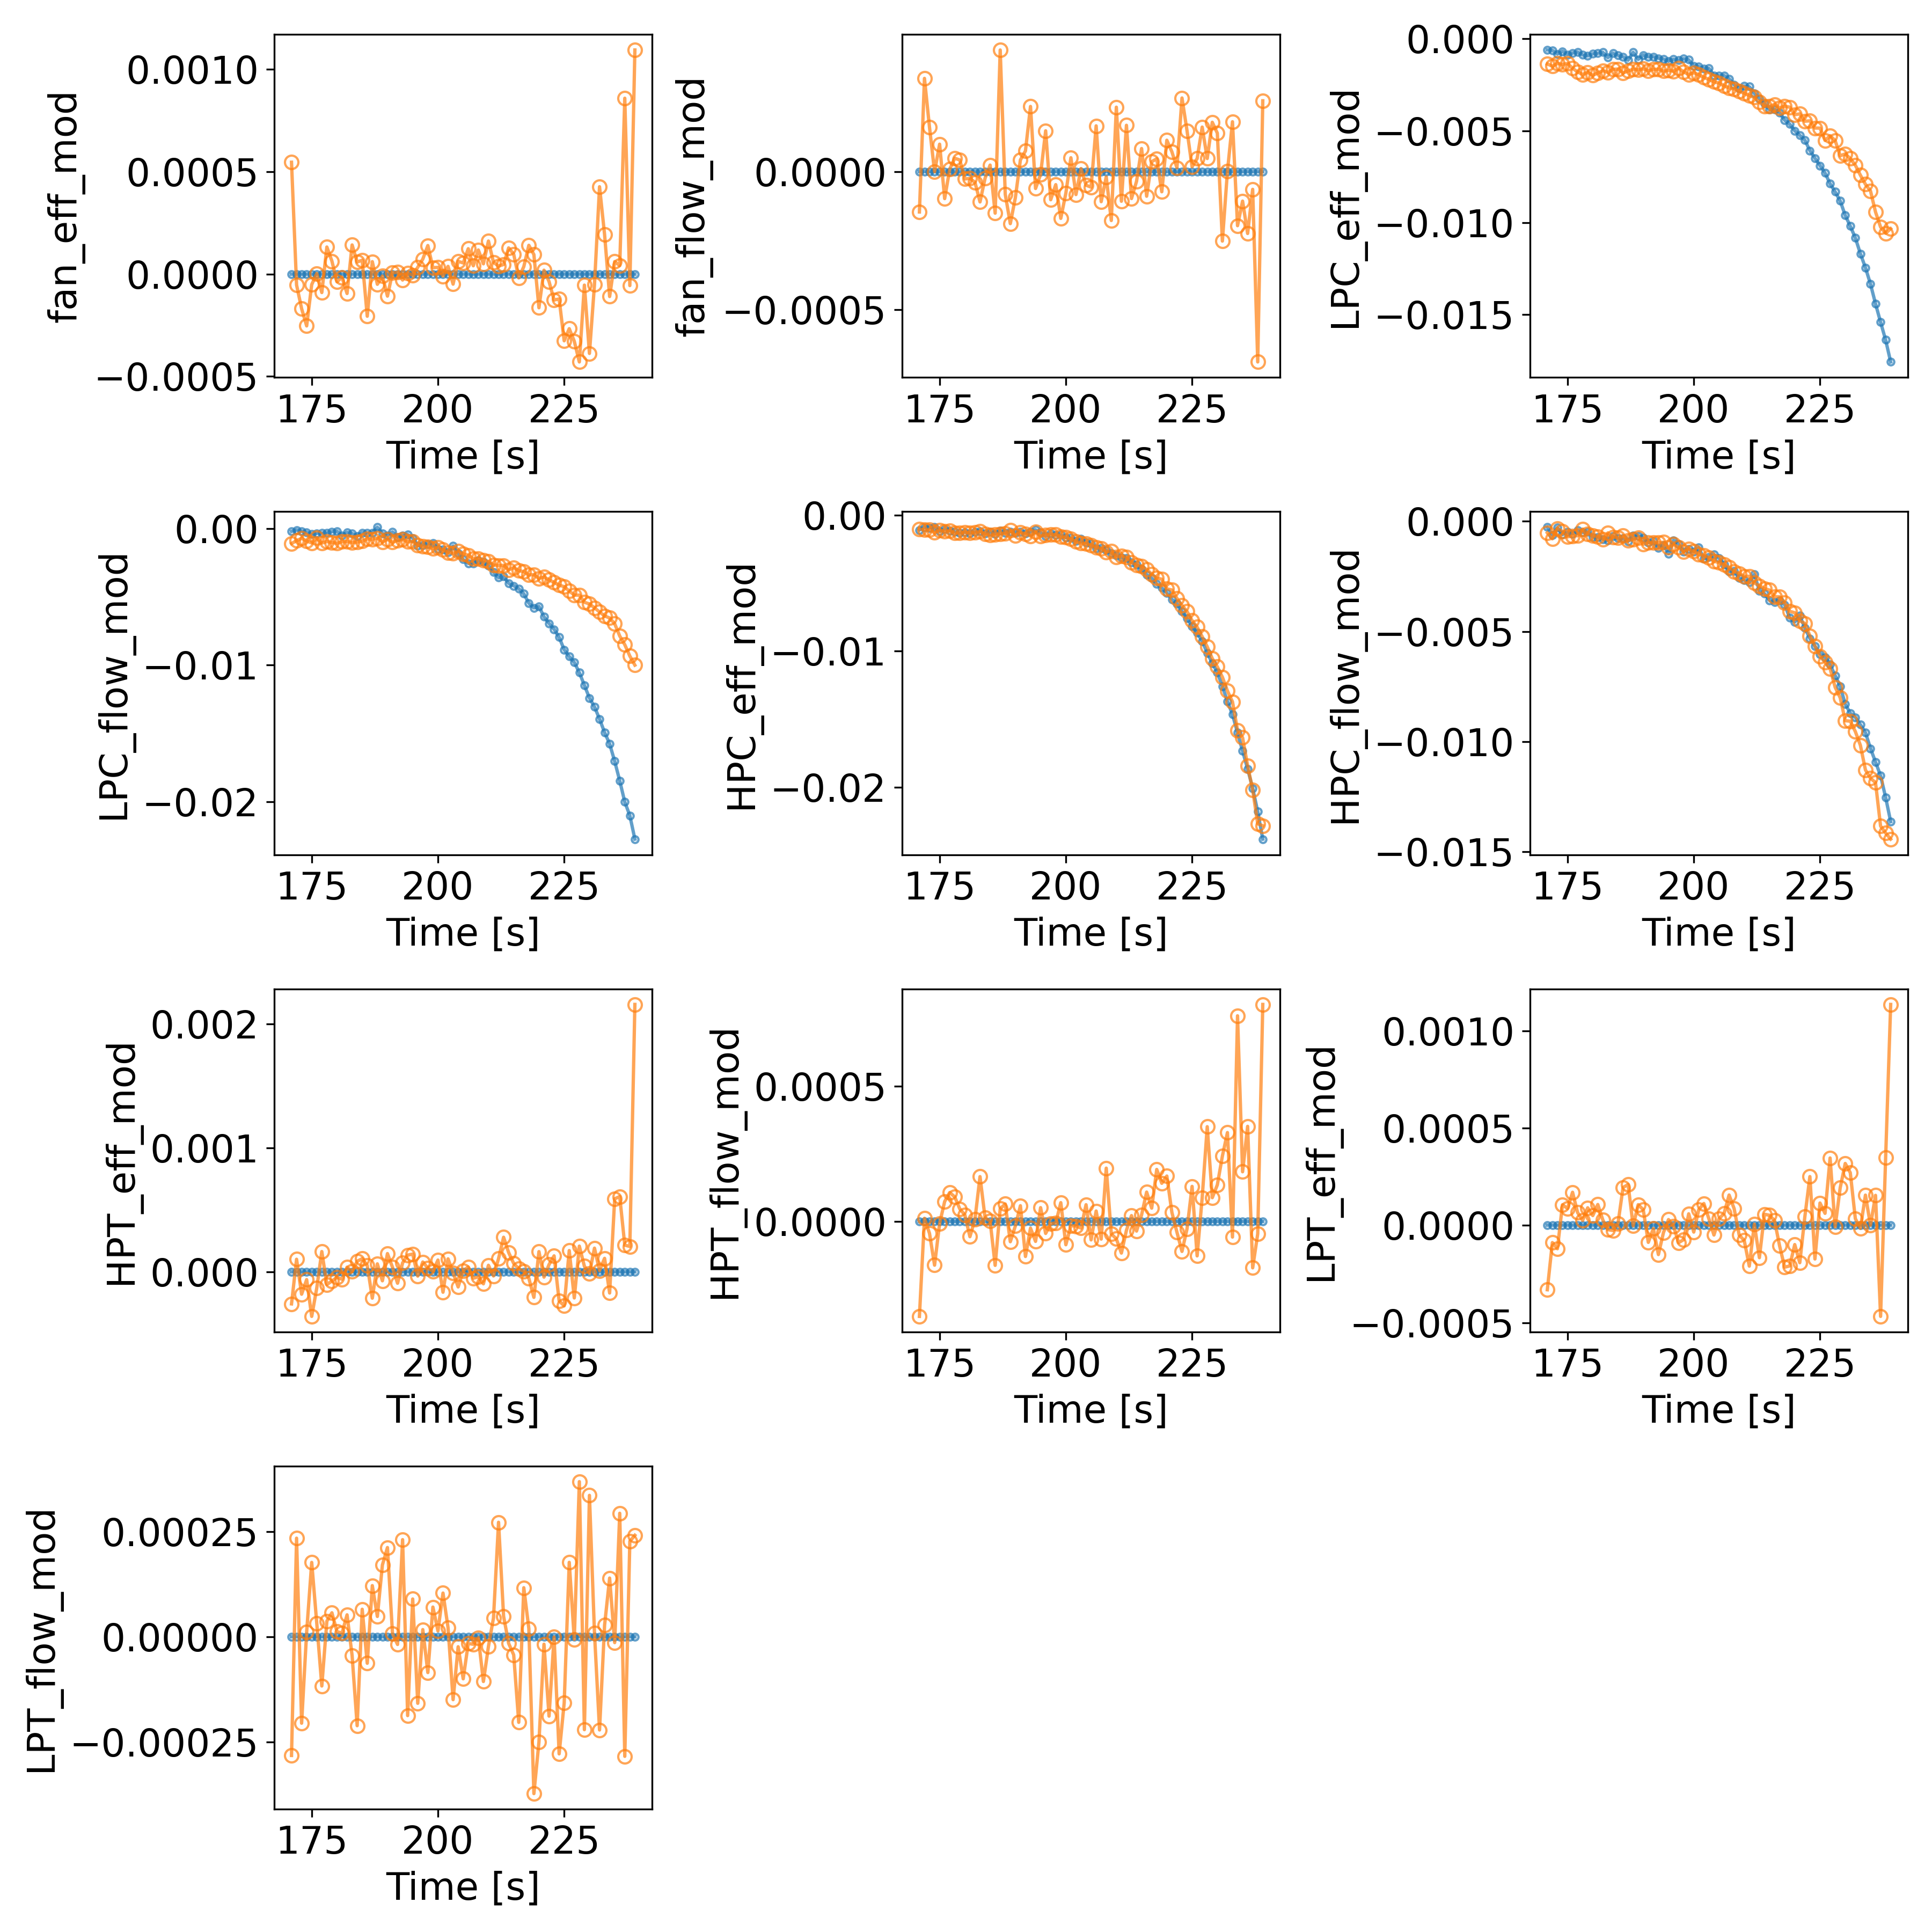 fan_eff_mod
0.0010
0.0005
0.0000
−0.0005
175 200 225
Time [s]
fan_flow_mod
0.0000
−0.0005
175 200 225
Time [s]
LPC_eff_mod
0.000
−0.005
−0.010
−0.015
175 200 225
Time [s]
LPC_flow_mod
0.00
−0.01
−0.02
175 200 225
Time [s]
HPC_eff_mod
0.00
−0.01
−0.02
175 200 225
Time [s]
HPC_flow_mod
0.000
−0.005
−0.010
−0.015
175 200 225
Time [s]
HPT_eff_mod
0.002
0.001
0.000
175 200 225
Time [s]
HPT_flow_mod
0.0005
0.0000
175 200 225
Time [s]
LPT_eff_mod
0.0010
0.0005
0.0000
−0.0005
175 200 225
Time [s]
LPT_flow_mod
0.00025
0.00000
−0.00025
175 200 225
Time [s]